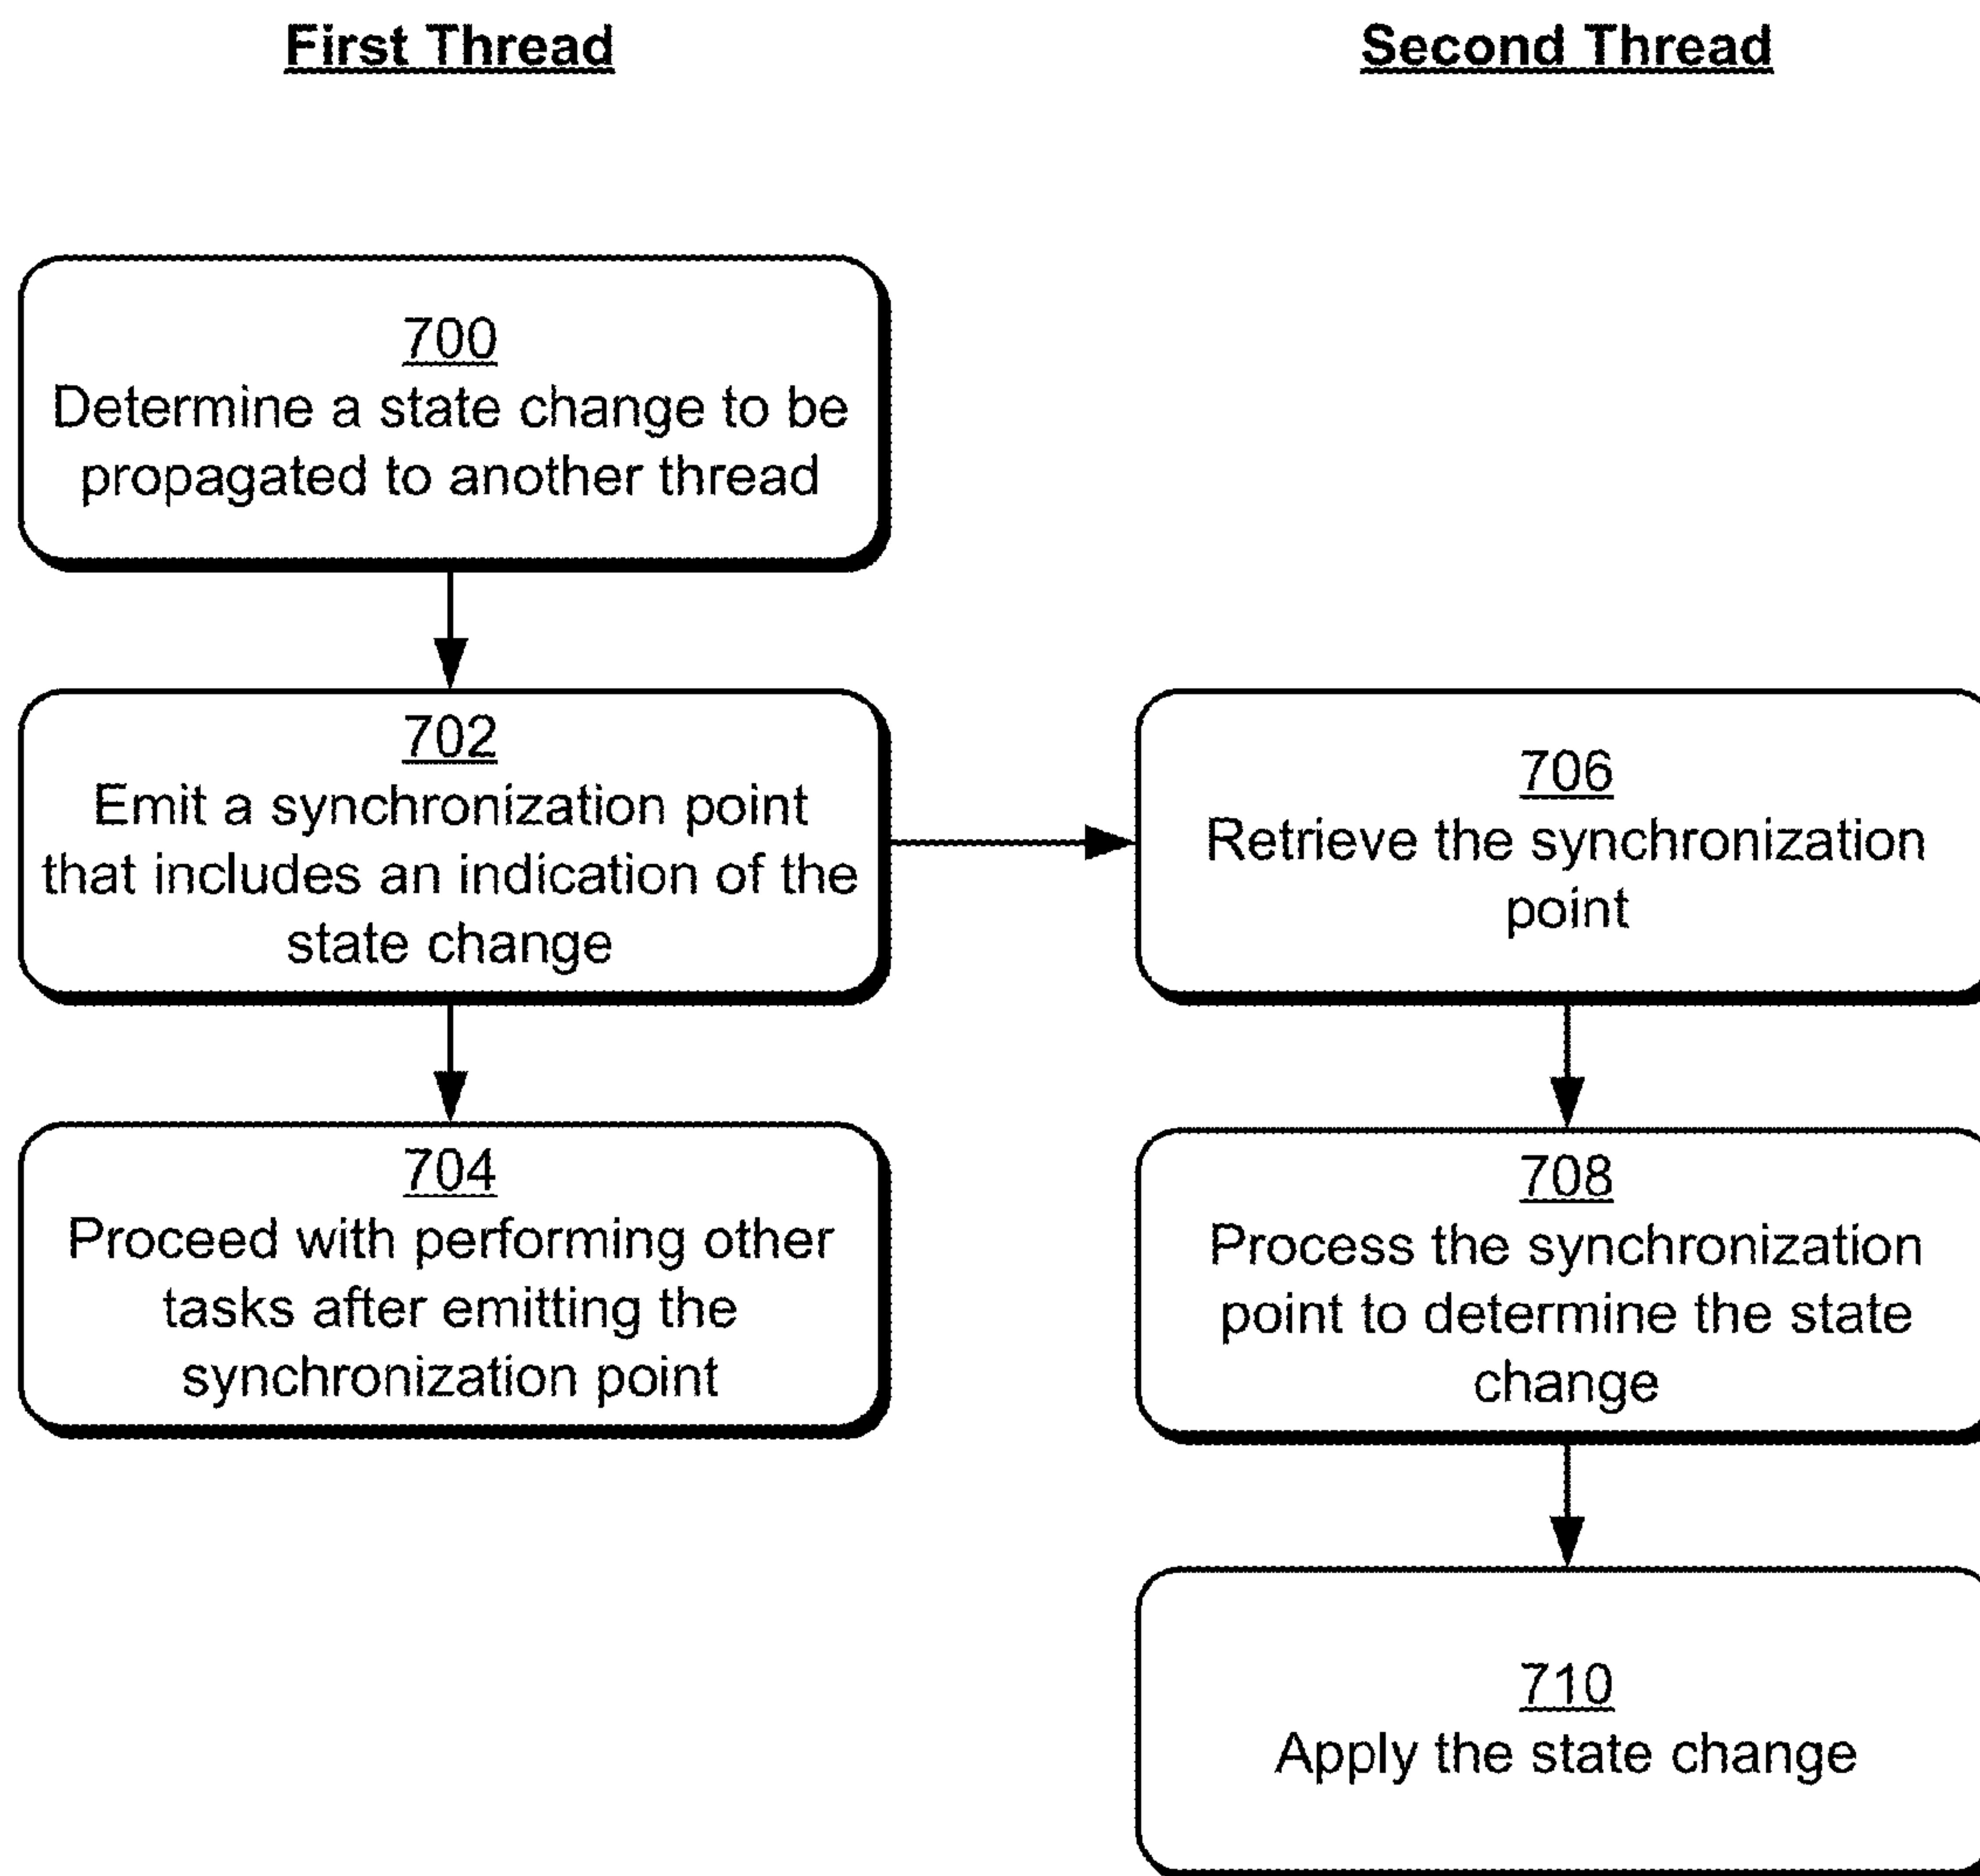 First Thread
Second Thread
700
Determine a state change to be
propagated to another thread
702
Emit a synchronization point
that includes an indication of the
state change
704
Proceed with performing other
tasks after emitting the
synchronization point
706
Retrieve the synchronization
point
708
Process the synchronization
point to determine the state
change
710
Apply the state change